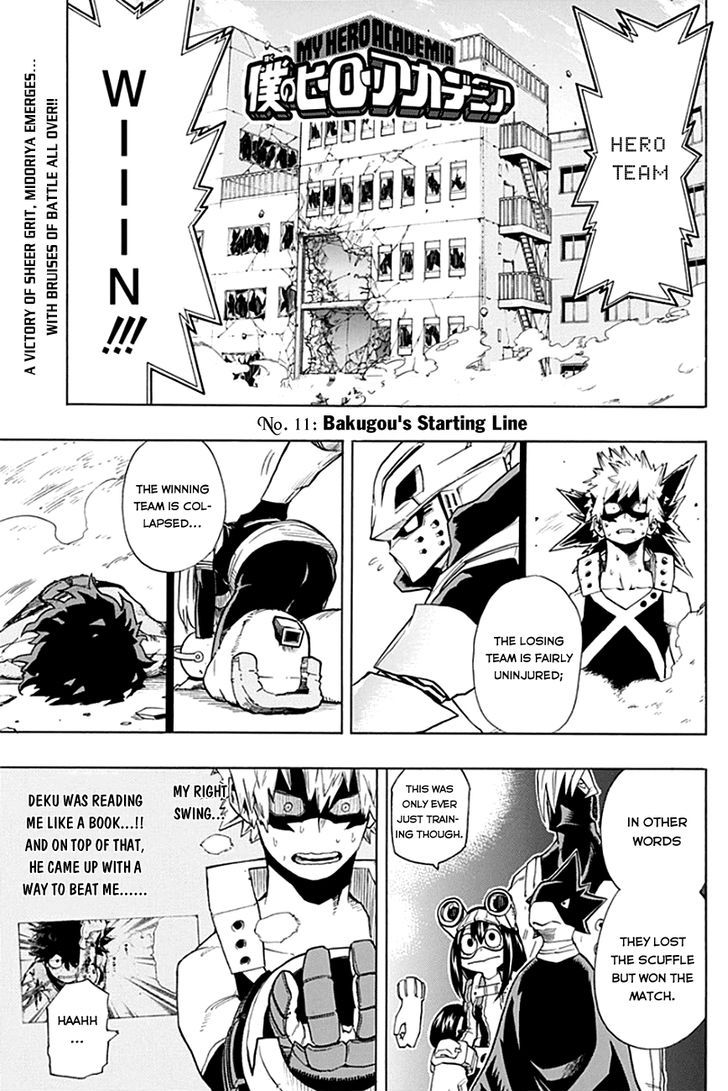 HERO
TEAM
MY HERO ACADEMIA
僕のヒーローアカデミア
WIIIN!!!
A VICTORY OF SHEER GRIT, MIDORIYA EMERGES...
WITH BRUISES OF BATTLE ALL OVER!!
No. 11: Bakugou's Starting Line
THE LOSING
TEAM IS FAIRLY
UNINJURED;
THE WINNING
TEAM IS COL-
LAPSED...
IN OTHER
WORDS
THEY LOST
THE SCUFFLE
BUT WON THE
MATCH.
THIS WAS
ONLY EVER
JUST TRAIN-
ING THOUGH.
MY RIGHT
SWING...
DEKU WAS READING
ME LIKE A BOOK...!!
AND ON TOP OF THAT,
HE CAME UP WITH A
WAY TO BEAT ME......
HAAHH
...